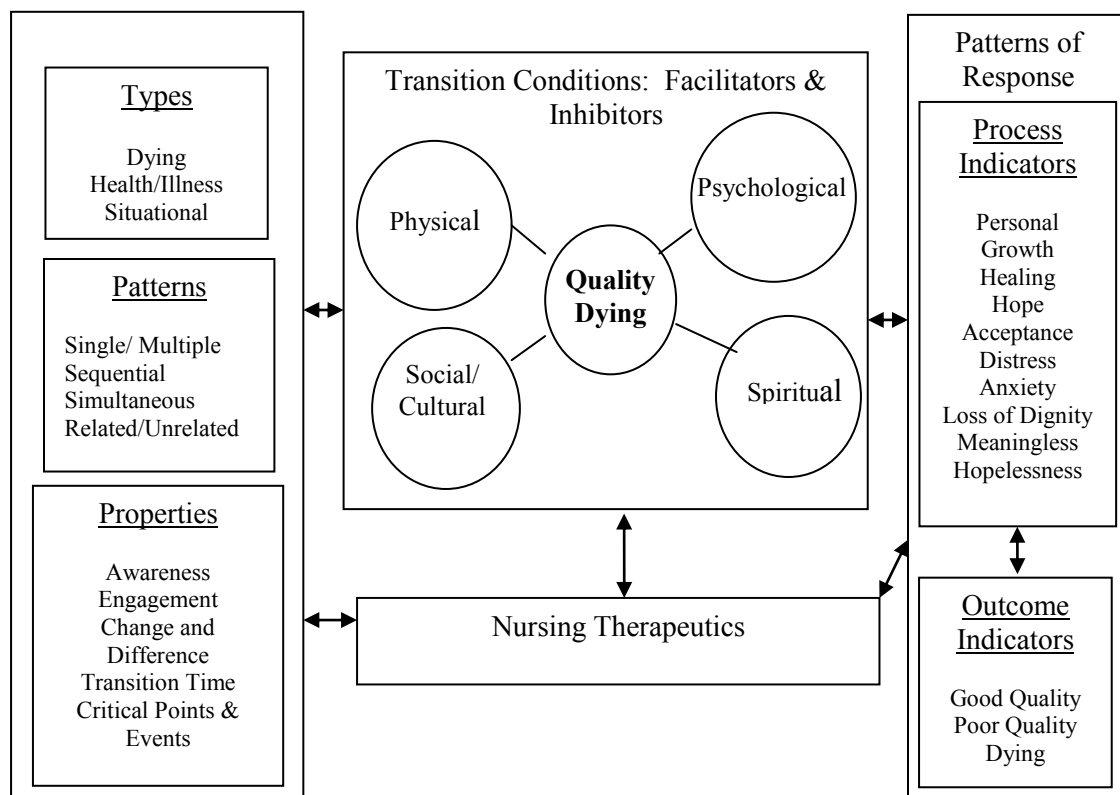 Types
Dying
Health/Illness
Situational
Patterns
Single/ Multiple
Sequential
Simultaneous
Related/Unrelated
Properties
Awareness
Engagement
Change and
Difference
Transition Time
Critical Points &
Events
Transition Conditions:  Facilitators &
Inhibitors
Physical
Psychological
Quality
Dying
Social/
Cultural
Spiritual
Nursing Therapeutics
Patterns of
Response
Process
Indicators
Personal
Growth
Healing
Hope
Acceptance
Distress
Anxiety
Loss of Dignity
Meaningless
Hopelessness
Outcome
Indicators
Good Quality
Poor Quality
Dying